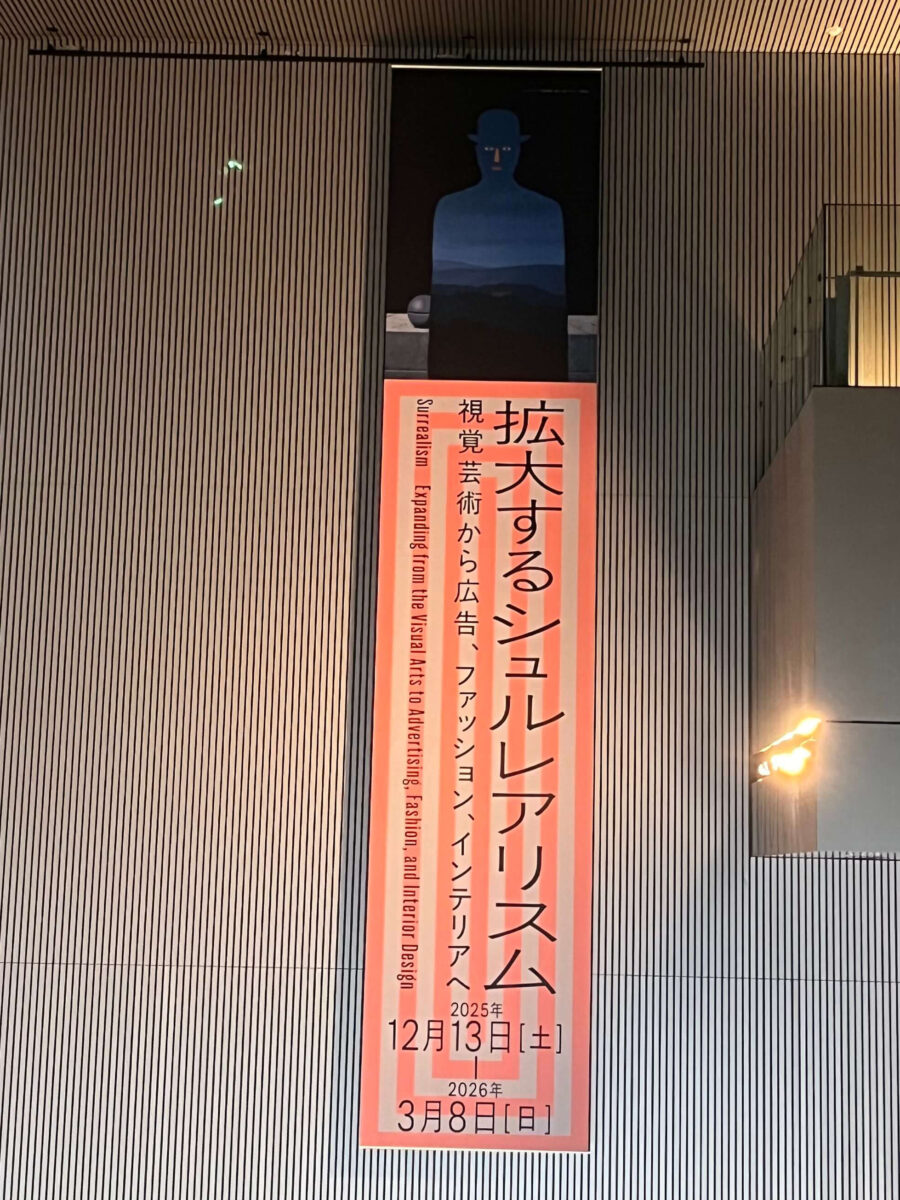 拡大するシュルレアリスム
視覚芸術から広告、ファッション、インテリアへ
Surrealism Expanding from the Visual Arts to Advertising, Fashion, and Interior Design
2025年
12月13日[土]
2026年
3月8日[日]